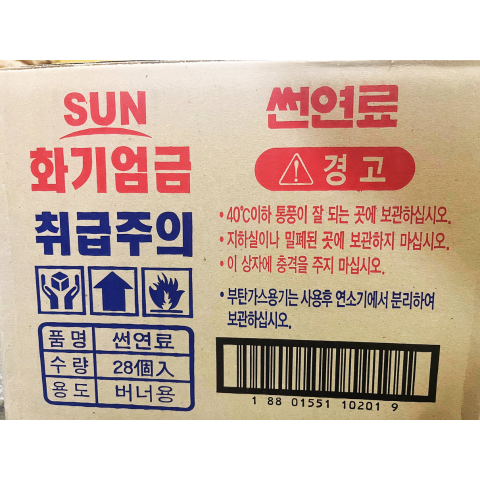 SUN
화기엄금
취급주의
품명 썬연료
수량 28個入
용도 버너용
썬연료
경고
• 40℃이하 통풍이 잘 되는 곳에 보관하십시오.
• 지하실이나 밀폐된 곳에 보관하지 마십시오.
• 이 상자에 충격을 주지 마십시오.
• 부탄가스용기는 사용후 연소기에서 분리하여
보관하십시오.
1 88 01551 10201 9